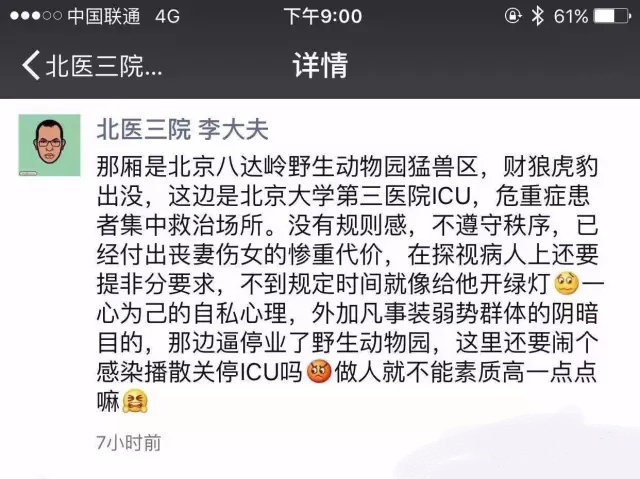 中国联通 4G 下午9:00 61%
北医三院... 详情
北医三院 李大夫
那厢是北京八达岭野生动物园猛兽区，财狼虎豹
出没，这边是北京大学第三医院ICU，危重症患
者集中救治场所。没有规则感，不遵守秩序，已
经付出丧妻伤女的惨重代价，在探视病人上还要
提非分要求，不到规定时间就像给他开绿灯😟一
心为己的自私心理，外加凡事装弱势群体的阴暗
目的，那边逼停业了野生动物园，这里还要闹个
感染播散关停ICU吗😡做人就不能素质高一点点
嘛🤗
7小时前